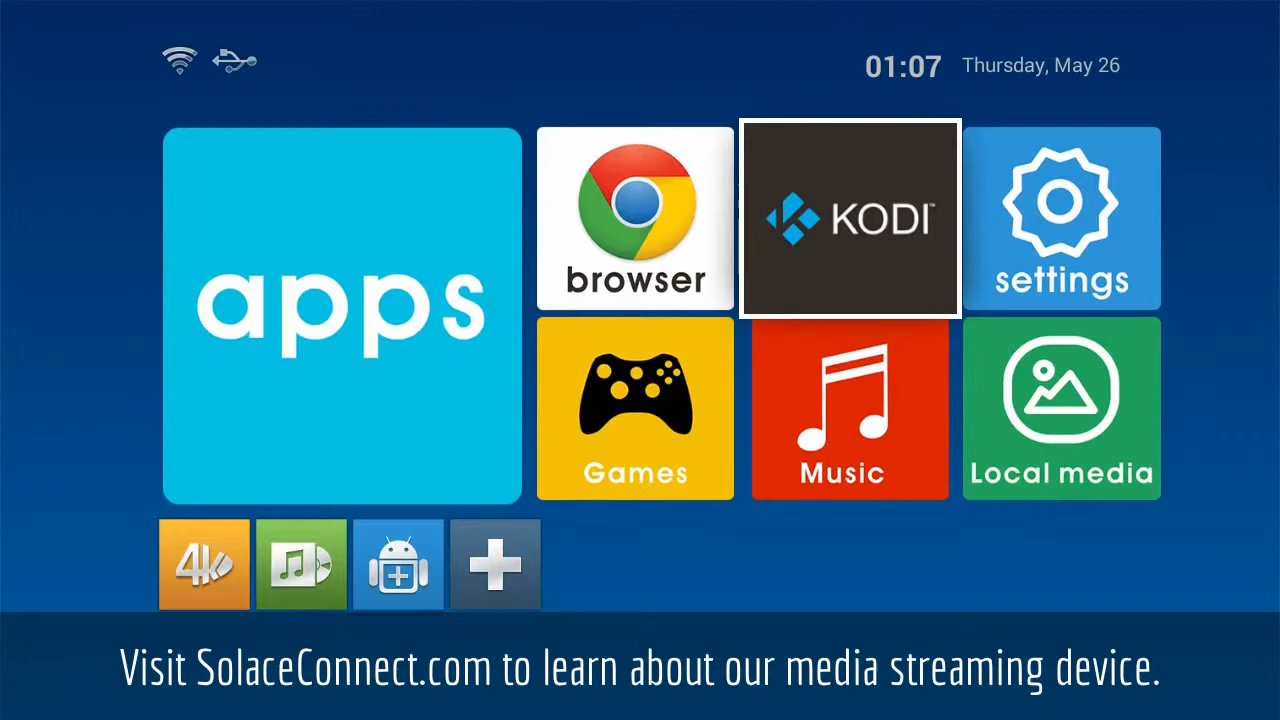 01:07 Thursday, May 26
apps
browser
KODI™
settings
Games
Music
Local media
4K
Visit SolaceConnect.com to learn about our media streaming device.